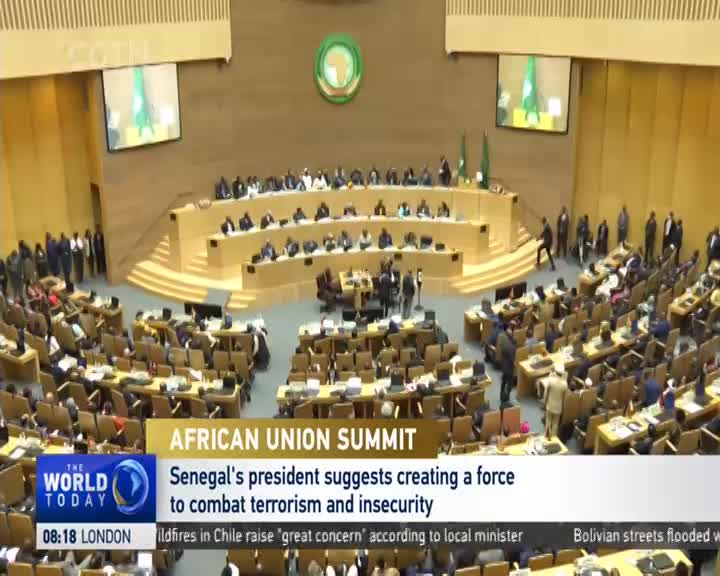 CGTN
AFRICAN UNION SUMMIT
Senegal's president suggests creating a force
to combat terrorism and insecurity
THE
WORLD
TODAY
08:18 LONDON
ildfires in Chile raise "great concern" according to local minister Bolivian streets flooded w